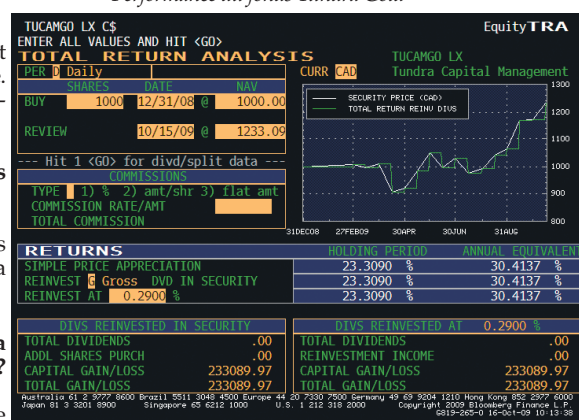 Performance du fonds Tundra Gold
TUCAMGO LX C$ EquityTRA
ENTER ALL VALUES AND HIT <GO>
TOTAL RETURN ANALYSIS TUCAMGO LX
PER D Daily CURR CAD Tundra Capital Management
SHARES DATE NAV
BUY 1000 12/31/08 @ 1000.00
REVIEW 10/15/09 @ 1233.09
--- Hit 1 <GO> for divd/split data ---
COMMISSIONS
TYPE 1) % 2) amt/shr 3) flat amt
COMMISSION RATE/AMT
TOTAL COMMISSION
SECURITY PRICE (CAD)
TOTAL RETURN REINV DIVS
1300
1200
1100
1000
900
800
31DEC08 27FEB09 30APR 30JUN 31AUG
RETURNS HOLDING PERIOD ANNUAL EQUIVALENT
SIMPLE PRICE APPRECIATION 23.3090 % 30.4137 %
REINVEST G Gross DVD IN SECURITY 23.3090 % 30.4137 %
REINVEST AT 0.2900 % 23.3090 % 30.4137 %
DIVS REINVESTED IN SECURITY DIVS REINVESTED AT 0.2900 %
TOTAL DIVIDENDS .00 TOTAL DIVIDENDS .00
ADDL SHARES PURCH .00 REINVESTMENT INCOME .00
CAPITAL GAIN/LOSS 233089.97 CAPITAL GAIN/LOSS 233089.97
TOTAL GAIN/LOSS 233089.97 TOTAL GAIN/LOSS 233089.97
Australia 61 2 9777 8600 Brazil 5511 3048 4500 Europe 44 20 7330 7500 Germany 49 69 9204 1210 Hong Kong 852 2977 6000
Japan 81 3 3201 8900 Singapore 65 6212 1000 U.S. 1 212 318 2000 Copyright 2009 Bloomberg Finance L.P.
G819-265-0 16-Oct-09 10:13:38